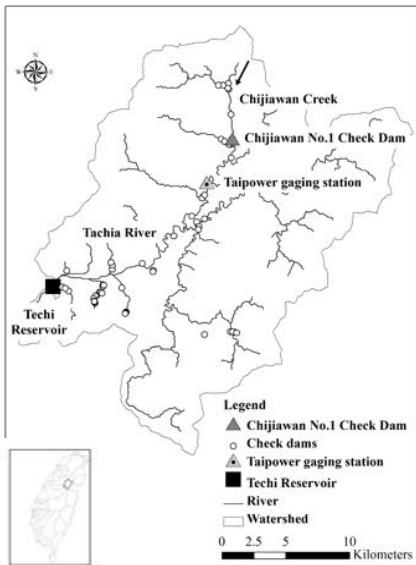 N
W
E
S
Chijiawan Creek
Chijiawan No.1 Check Dam
Taipower gaging station
Tachia River
Techi
Reservoir
Legend
Chijiawan No.1 Check Dam
Check dams
Taipower gaging station
Techi Reservoir
River
Watershed
0 2.5 5 10
Kilometers